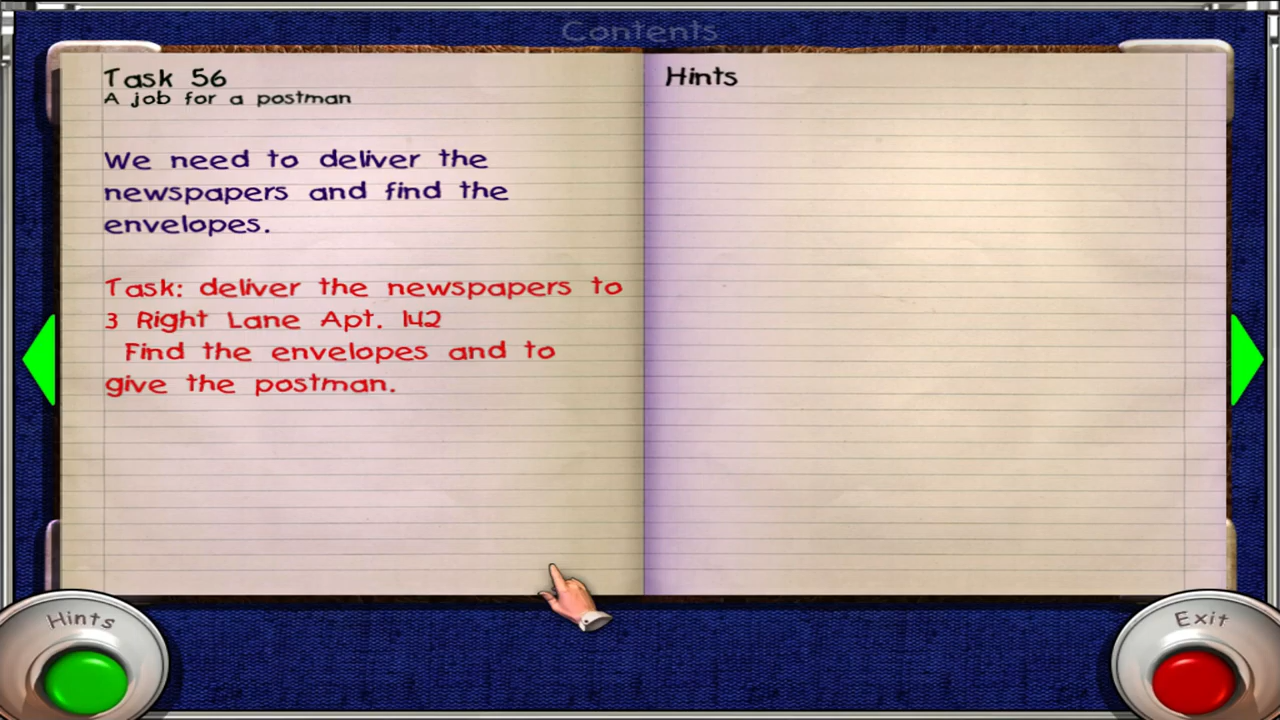 Contents
Task 56
A job for a postman
We need to deliver the
newspapers and find the
envelopes.
Task: deliver the newspapers to
3 Right Lane Apt. 142
Find the envelopes and to
give the postman.
Hints
Hints
Exit